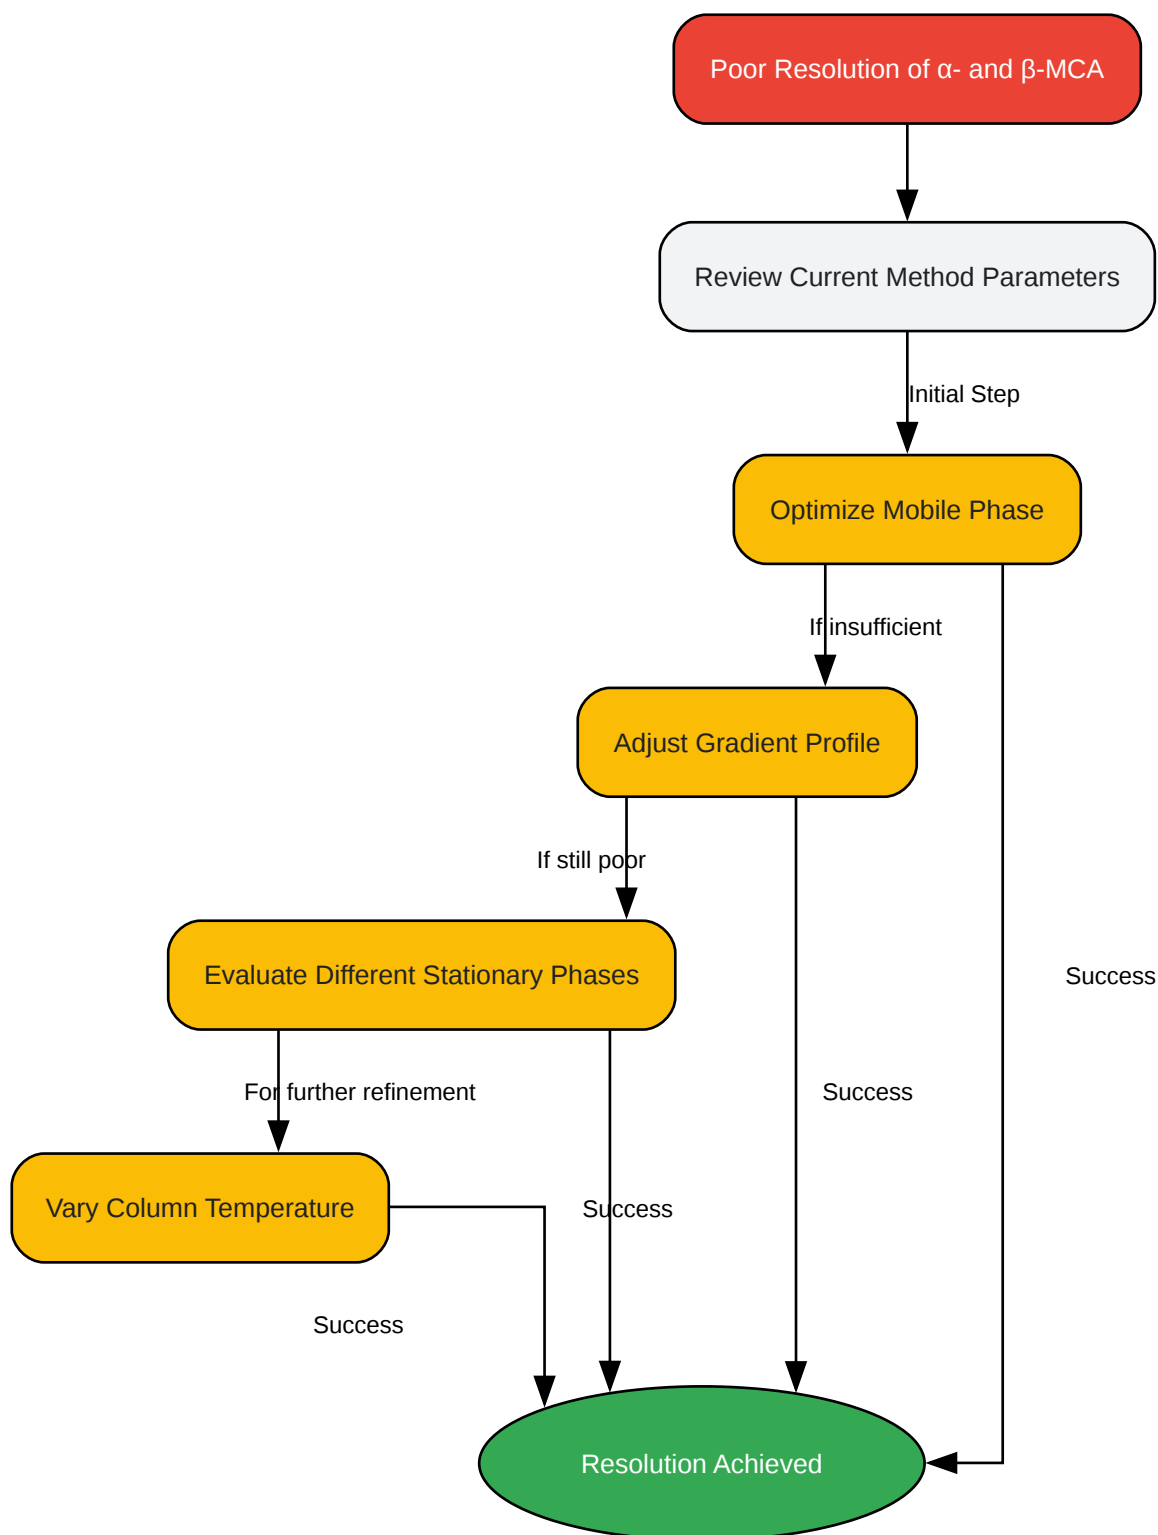 Poor Resolution of α- and β-MCA
Review Current Method Parameters
Initial Step
Optimize Mobile Phase
If insufficient
Adjust Gradient Profile
If still poor
Evaluate Different Stationary Phases
Success
For further refinement
Success
Vary Column Temperature
Success
Success
Resolution Achieved